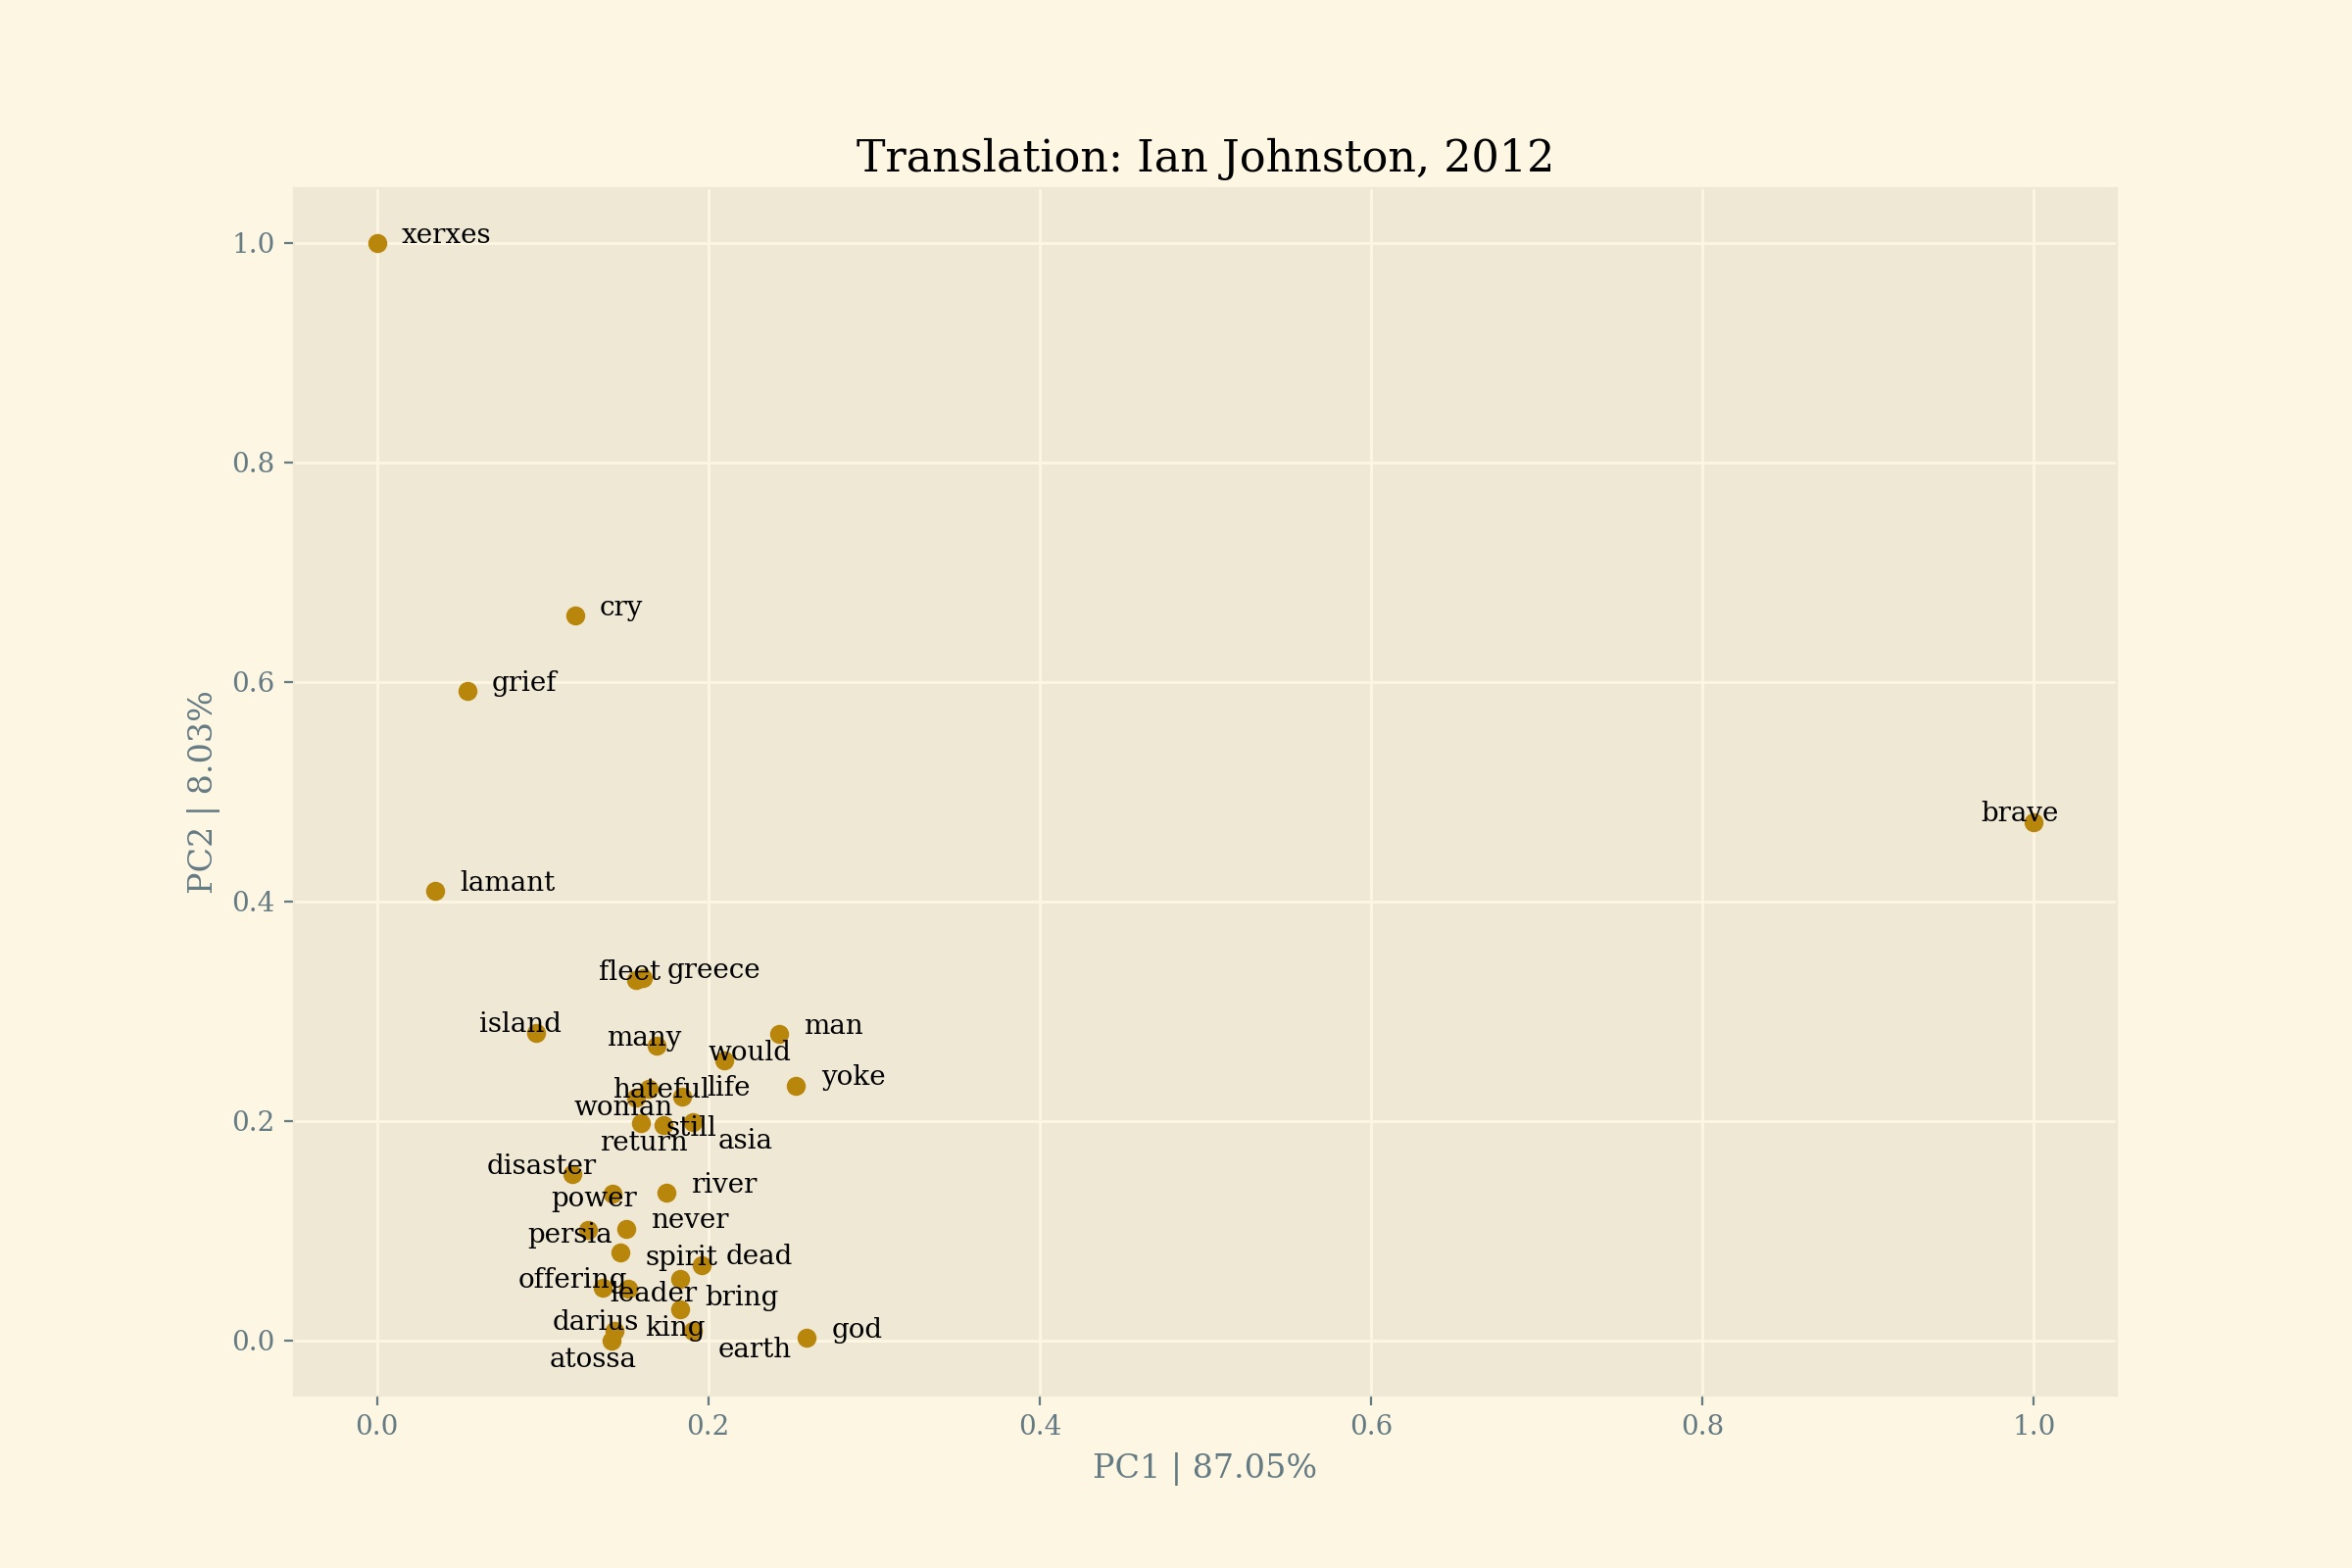 Translation: Ian Johnston, 2012
1.0
xerxes
0.8
cry
0.6
grief
PC2 | 8.03%
brave
0.4
lamant
fleet
greece
island
man
many
would
yoke
hateful
life
woman
0.2
still
return
asia
disaster
river
power
never
persia
spirit
dead
offering
leader
bring
darius
king
god
0.0
earth
atossa
0.0
0.2
0.4
0.6
0.8
1.0
PC1 | 87.05%